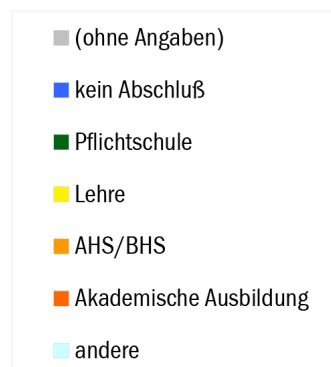 (ohne Angaben)
kein Abschluß
Pflichtschule
Lehre
AHS/BHS
Akademische Ausbildung
andere